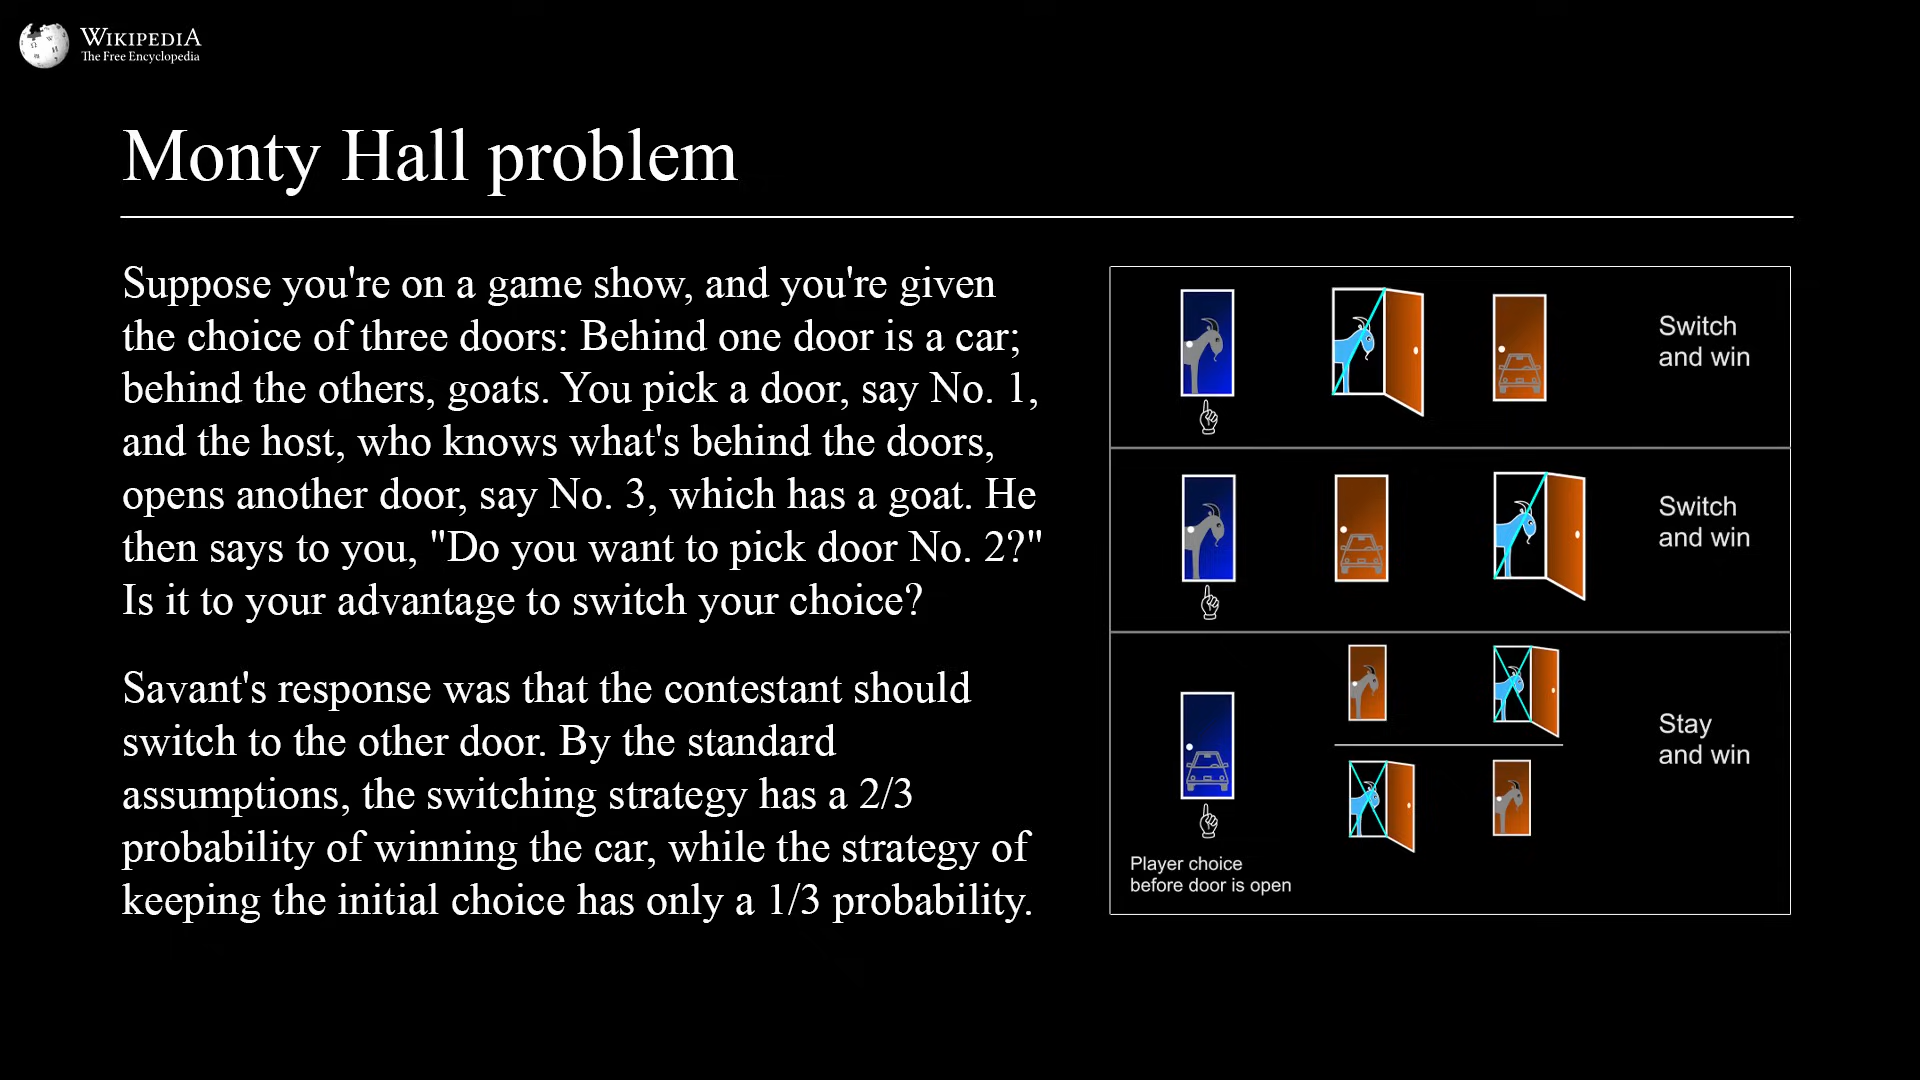 WIKIPEDIA
The Free Encyclopedia
Monty Hall problem
Suppose you're on a game show, and you're given
the choice of three doors: Behind one door is a car;
behind the others, goats. You pick a door, say No. 1,
and the host, who knows what's behind the doors,
opens another door, say No. 3, which has a goat. He
then says to you, "Do you want to pick door No. 2?"
Is it to your advantage to switch your choice?
Savant's response was that the contestant should
switch to the other door. By the standard
assumptions, the switching strategy has a 2/3
probability of winning the car, while the strategy of
keeping the initial choice has only a 1/3 probability.
Switch
and win
Switch
and win
Stay
and win
Player choice
before door is open